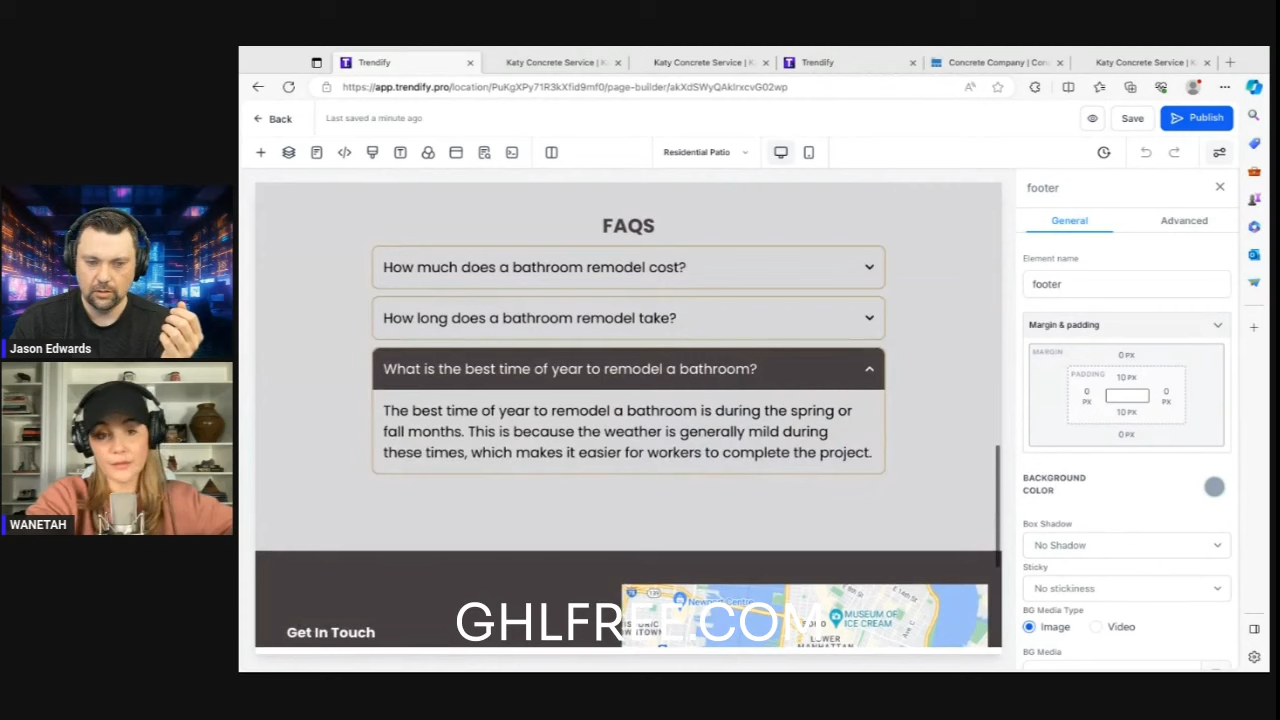 Trendify
Katy Concrete Service | K
Katy Concrete Service | K
Trendify
Concrete Company | Con
Katy Concrete Service | K
https://app.trendify.pro/location/PuKgXPy71R3kXfid9mf0/page-builder/akXdSWyQAklrxcvG02wp
Back
Last saved a minute ago
Save
Publish
Residential Patio
footer
General
Advanced
Element name
footer
Margin & padding
MARGIN
0 PX
PADDING
10 PX
0 PX
0 PX
10 PX
0 PX
BACKGROUND COLOR
Box Shadow
No Shadow
Sticky
No stickiness
BG Media Type
Image
Video
BG Media
FAQS
How much does a bathroom remodel cost?
How long does a bathroom remodel take?
What is the best time of year to remodel a bathroom?
The best time of year to remodel a bathroom is during the spring or
fall months. This is because the weather is generally mild during
these times, which makes it easier for workers to complete the project.
Get In Touch
Newport Centre
MUSEUM OF
ICE CREAM
LOWER
MANHATTAN
E 14th St
GHLFREE.COM
Jason Edwards
WANETAH